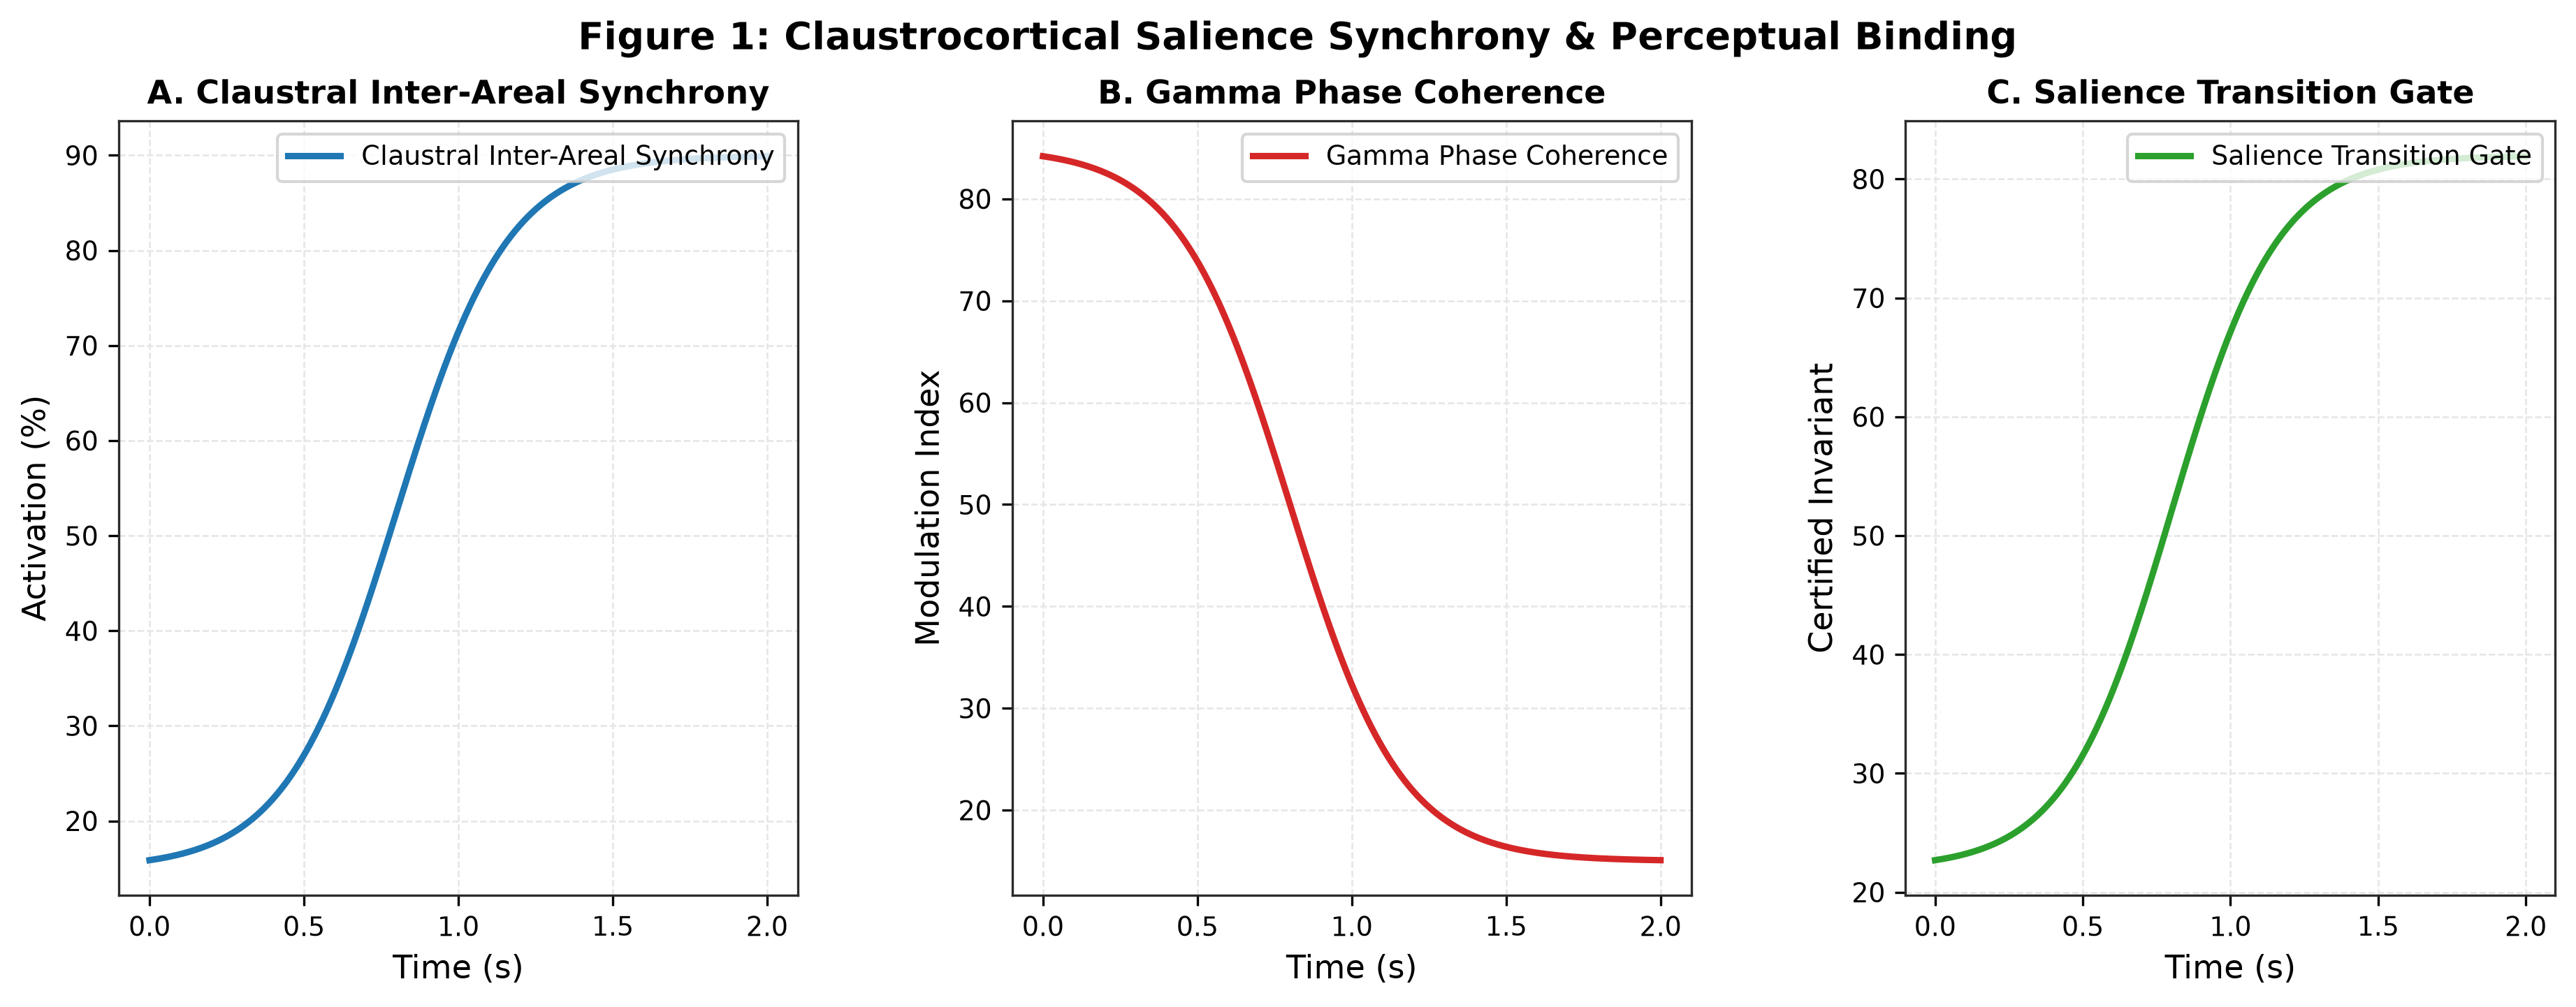 Figure 1: Claustrocortical Salience Synchrony & Perceptual Binding
A. Claustral Inter-Areal Synchrony
Claustral Inter-Areal Synchrony
Activation (%)
90
80
70
60
50
40
30
20
0.0 0.5 1.0 1.5 2.0
Time (s)
B. Gamma Phase Coherence
Gamma Phase Coherence
Modulation Index
80
70
60
50
40
30
20
0.0 0.5 1.0 1.5 2.0
Time (s)
C. Salience Transition Gate
Salience Transition Gate
Certified Invariant
80
70
60
50
40
30
20
0.0 0.5 1.0 1.5 2.0
Time (s)